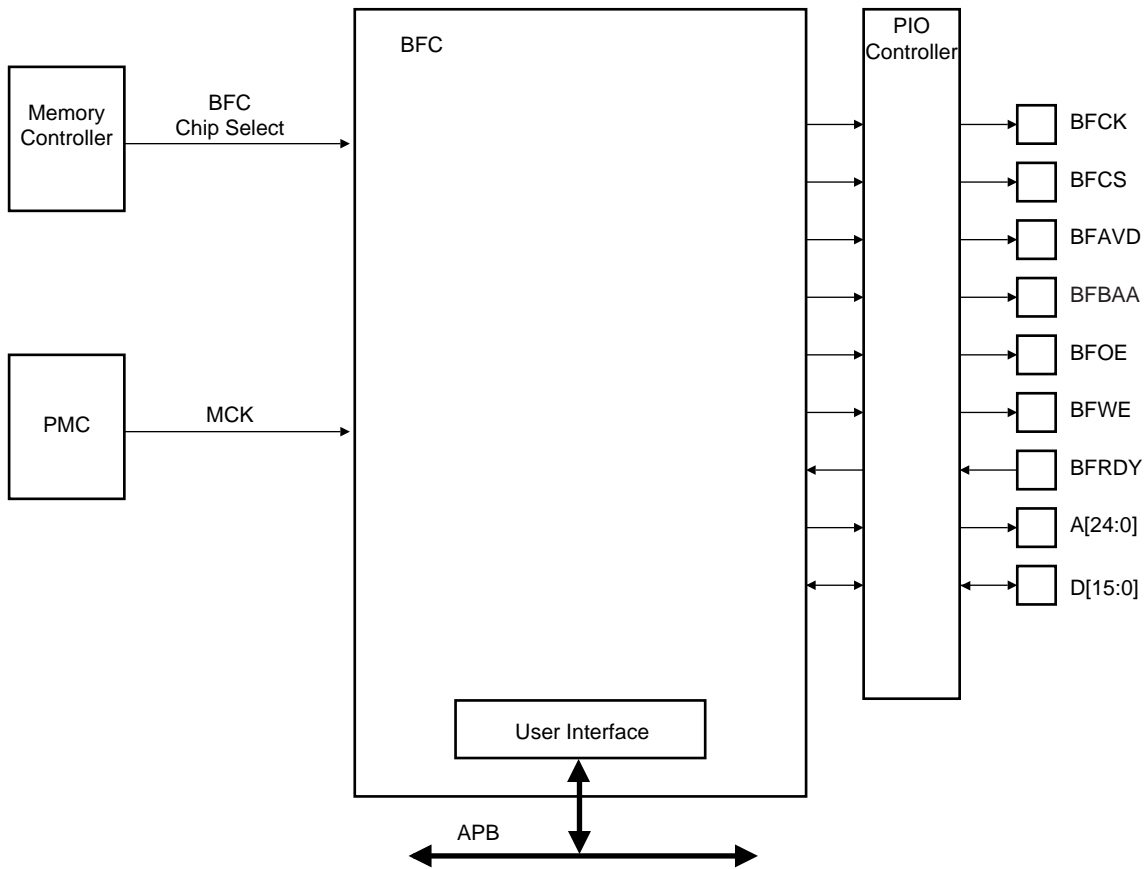 BFC
PIO
Controller
Memory
Controller
BFC
Chip Select
PMC
MCK
BFCK
BFCS
BFAVD
BFBAA
BFOE
BFWE
BFRDY
A[24:0]
D[15:0]
User Interface
APB